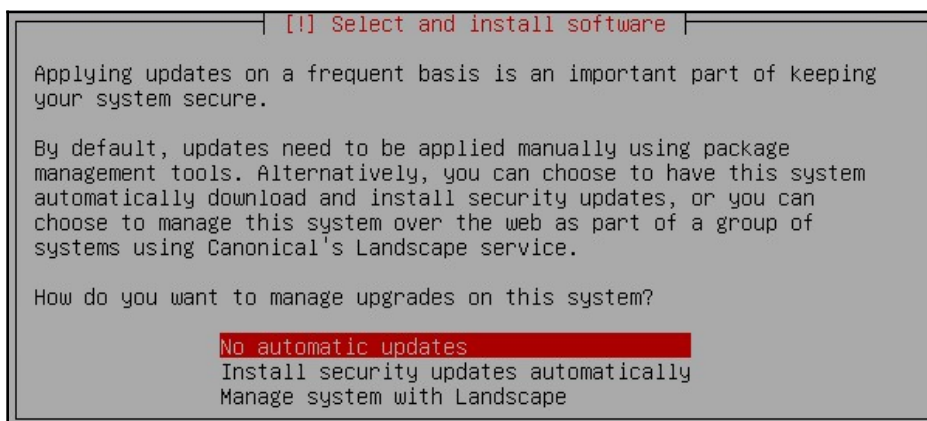 [!] Select and install software
Applying updates on a frequent basis is an important part of keeping
your system secure.
By default, updates need to be applied manually using package
management tools. Alternatively, you can choose to have this system
automatically download and install security updates, or you can
choose to manage this system over the web as part of a group of
systems using Canonical's Landscape service.
How do you want to manage upgrades on this system?
No automatic updates
Install security updates automatically
Manage system with Landscape